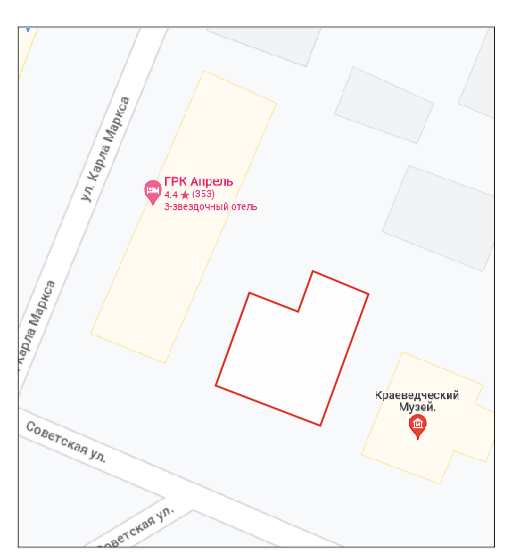 ул. Карла Маркса
ГРК Апрель
4,4 ★ (353)
3-звездочный отель
Карла Маркса
Краеведческий
Музей.
Советская ул.
Советская ул.